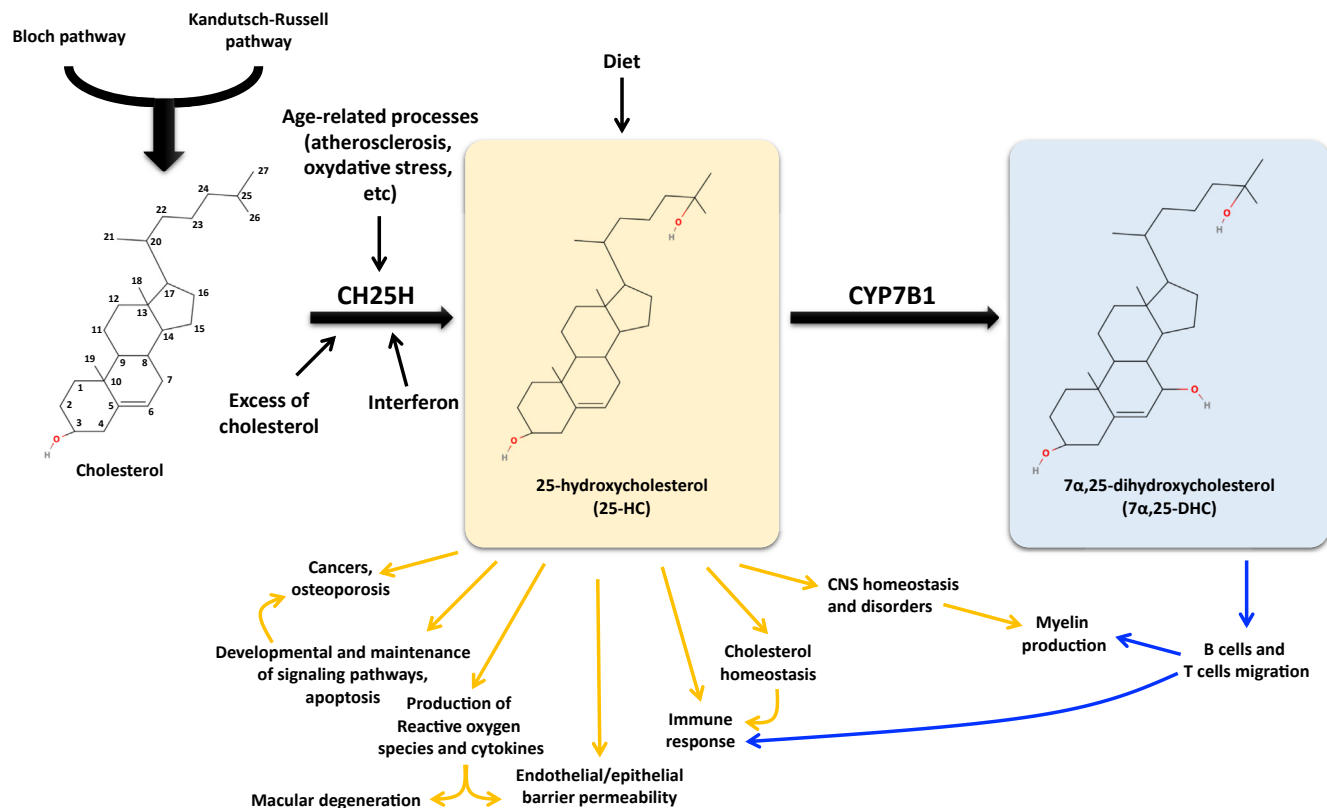 Bloch pathway
Kandutsch-Russell
pathway
Diet
Age-related processes
(atherosclerosis,
oxydative stress,
etc)
27
24
25
26
22
23
21
20
18
17
16
12
13
11
14
15
19
9
8
1
10
7
2
5
6
3
4
O
H
Cholesterol
CH25H
Excess of
cholesterol
Interferon
O
H
O
H
25-hydroxycholesterol
(25-HC)
CYP7B1
O
H
O
H
O
H
7α,25-dihydroxycholesterol
(7α,25-DHC)
Cancers,
osteoporosis
Developmental and maintenance
of signaling pathways,
apoptosis
Production of
Reactive oxygen
species and cytokines
Macular degeneration
Endothelial/epithelial
barrier permeability
Immune
response
Cholesterol
homeostasis
CNS homeostasis
and disorders
Myelin
production
B cells and
T cells migration